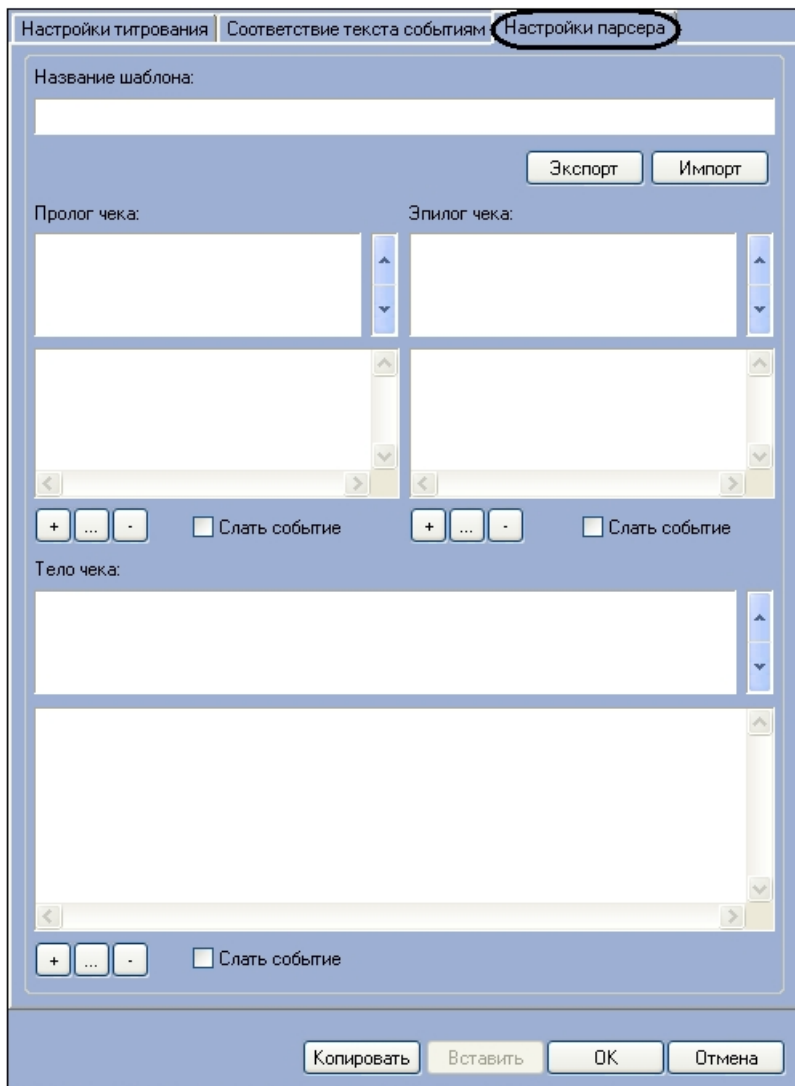 Настройки титрования Соответствие текста событиям Настройки парсера
Название шаблона:
Экспорт Импорт
Пролог чека: Эпилог чека:
+ ... - Слать событие + ... - Слать событие
Тело чека:
+ ... - Слать событие
Копировать Вставить OK Отмена